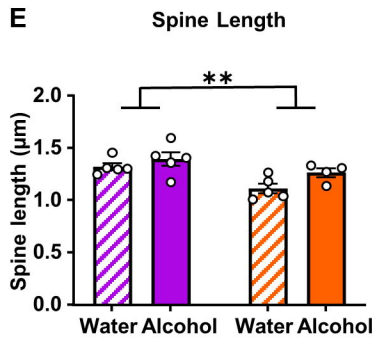 E
Spine Length
**
Spine length (μm)
2.0
1.5
1.0
0.5
0.0
Water Alcohol Water Alcohol